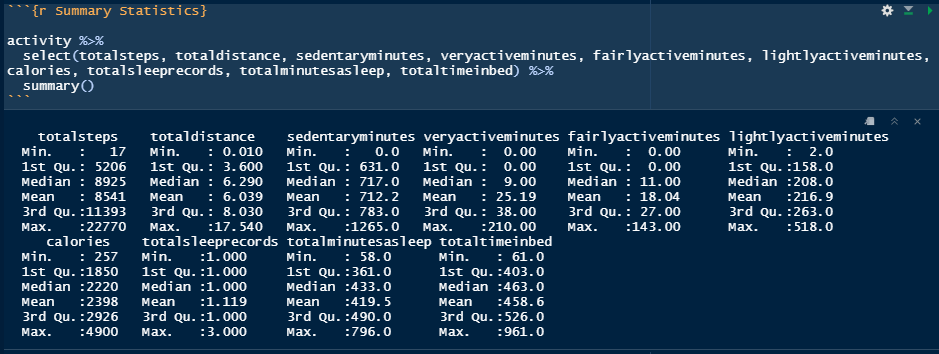 ```{r Summary Statistics}
activity %>%
  select(totalsteps, totaldistance, sedentaryminutes, veryactiveminutes, fairlyactiveminutes, lightlyactiveminutes,
calories, totalsleeprecords, totalminutesasleep, totaltimeinbed) %>%
  summary()
```
   totalsteps    totaldistance    sedentaryminutes veryactiveminutes fairlyactiveminutes lightlyactiveminutes
 Min.   :   17   Min.   : 0.010   Min.   :   0.0   Min.   :  0.00    Min.   :  0.00      Min.   :  2.0
 1st Qu.: 5206   1st Qu.: 3.600   1st Qu.: 631.0   1st Qu.:  0.00    1st Qu.:  0.00      1st Qu.:158.0
 Median : 8925   Median : 6.290   Median : 717.0   Median :  9.00    Median : 11.00      Median :208.0
 Mean   : 8541   Mean   : 6.039   Mean   : 712.2   Mean   : 25.19    Mean   : 18.04      Mean   :216.9
 3rd Qu.:11393   3rd Qu.: 8.030   3rd Qu.: 783.0   3rd Qu.: 38.00    3rd Qu.: 27.00      3rd Qu.:263.0
 Max.   :22770   Max.   :17.540   Max.   :1265.0   Max.   :210.00    Max.   :143.00      Max.   :518.0
    calories    totalsleeprecords totalminutesasleep totaltimeinbed
 Min.   : 257   Min.   :1.000     Min.   : 58.0      Min.   : 61.0
 1st Qu.:1850   1st Qu.:1.000     1st Qu.:361.0      1st Qu.:403.0
 Median :2220   Median :1.000     Median :433.0      Median :463.0
 Mean   :2398   Mean   :1.119     Mean   :419.5      Mean   :458.6
 3rd Qu.:2926   3rd Qu.:1.000     3rd Qu.:490.0      3rd Qu.:526.0
 Max.   :4900   Max.   :3.000     Max.   :796.0      Max.   :961.0